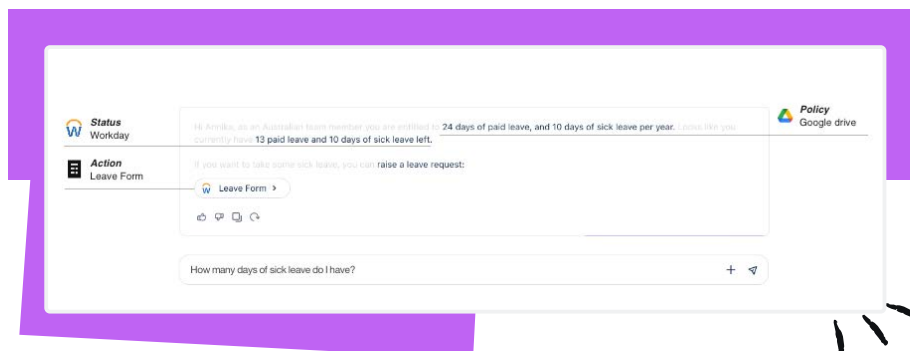 Status
Workday
Action
Leave Form
Hi Annika, as an Australian team member you are entitled to 24 days of paid leave, and 10 days of sick leave per year. Looks like you
currently have 13 paid leave and 10 days of sick leave left.
If you want to take some sick leave, you can raise a leave request:
Leave Form
How many days of sick leave do I have?
Policy
Google drive